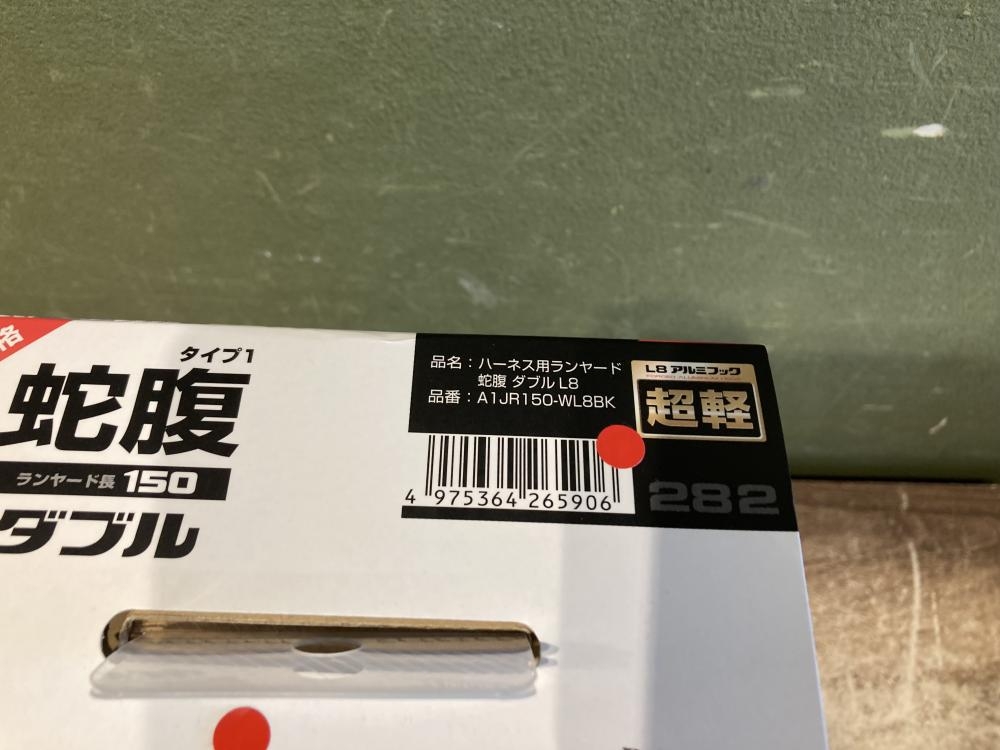 格
タイプ1
蛇腹
ランヤード長 150
ダブル
品名：ハーネス用ランヤード
蛇腹 ダブル L8
品番：A1JR150-WL8BK
4 975364 265906
L8 アルミフック
超軽
282